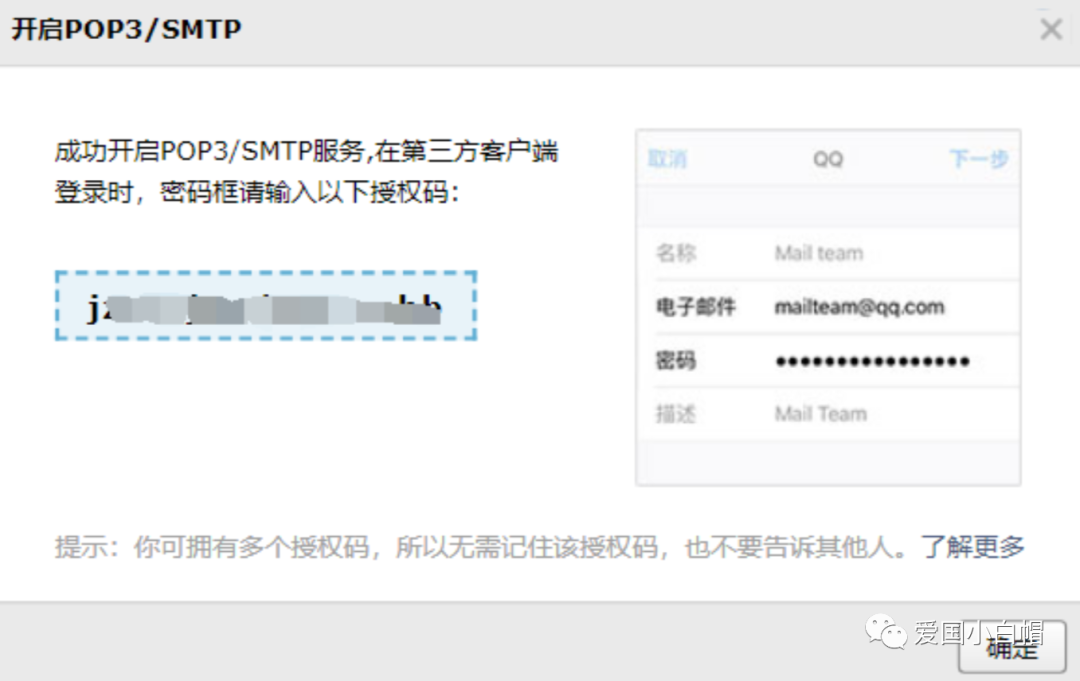 开启POP3/SMTP
成功开启POP3/SMTP服务,在第三方客户端
登录时，密码框请输入以下授权码：
取消 QQ 下一步
名称 Mail team
电子邮件 mailteam@qq.com
密码 ••••••••••••••••
描述 Mail Team
提示：你可拥有多个授权码，所以无需记住该授权码，也不要告诉其他人。了解更多
爱国小白帽
确定